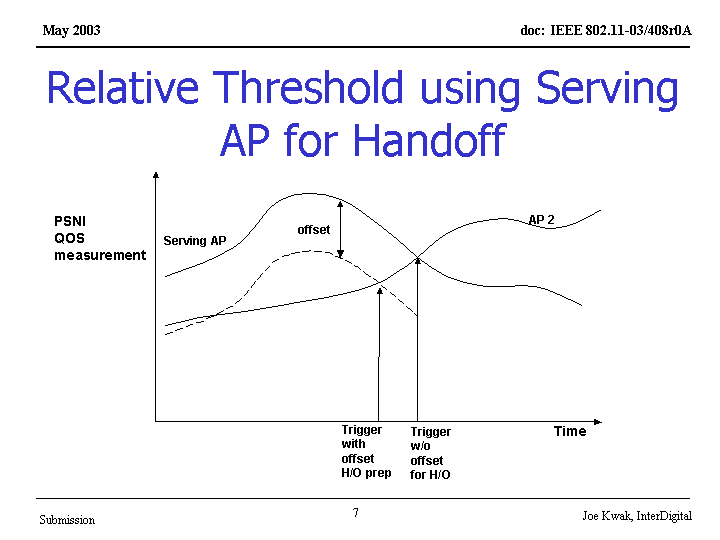 May 2003
doc: IEEE 802.11-03/408r0A
Relative Threshold using Serving
AP for Handoff
PSNI
QOS
measurement
Serving AP
offset
AP 2
Trigger
with
offset
H/O prep
Trigger
w/o
offset
for H/O
Time
Submission
7
Joe Kwak, InterDigital